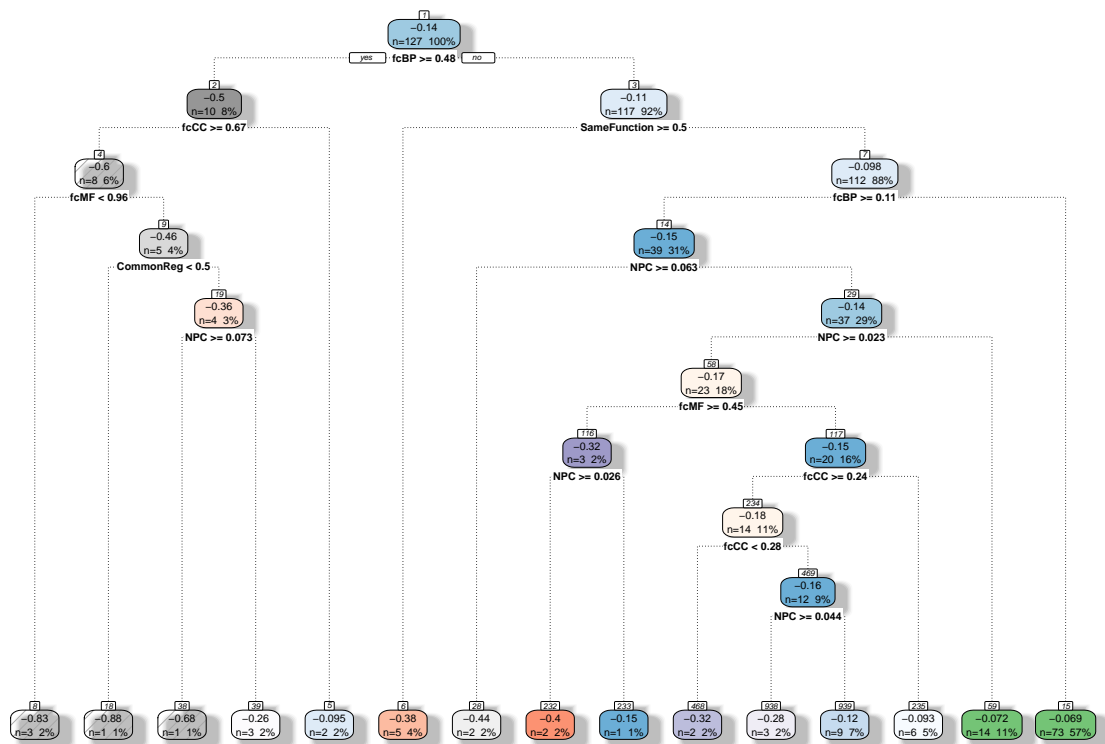 1
−0.14
n=127 100%
yes fcBP >= 0.48 no
2
−0.5
n=10 8%
fcCC >= 0.67
3
−0.11
n=117 92%
SameFunction >= 0.5
4
−0.6
n=8 6%
fcMF < 0.96
7
−0.098
n=112 88%
fcBP >= 0.11
9
−0.46
n=5 4%
CommonReg < 0.5
14
−0.15
n=39 31%
NPC >= 0.063
19
−0.36
n=4 3%
NPC >= 0.073
29
−0.14
n=37 29%
NPC >= 0.023
58
−0.17
n=23 18%
fcMF >= 0.45
116
−0.32
n=3 2%
NPC >= 0.026
117
−0.15
n=20 16%
fcCC >= 0.24
234
−0.18
n=14 11%
fcCC < 0.28
469
−0.16
n=12 9%
NPC >= 0.044
8
−0.83
n=3 2%
18
−0.88
n=1 1%
38
−0.68
n=1 1%
39
−0.26
n=3 2%
5
−0.095
n=2 2%
6
−0.38
n=5 4%
28
−0.44
n=2 2%
232
−0.4
n=2 2%
233
−0.15
n=1 1%
468
−0.32
n=2 2%
938
−0.28
n=3 2%
939
−0.12
n=9 7%
235
−0.093
n=6 5%
59
−0.072
n=14 11%
15
−0.069
n=73 57%